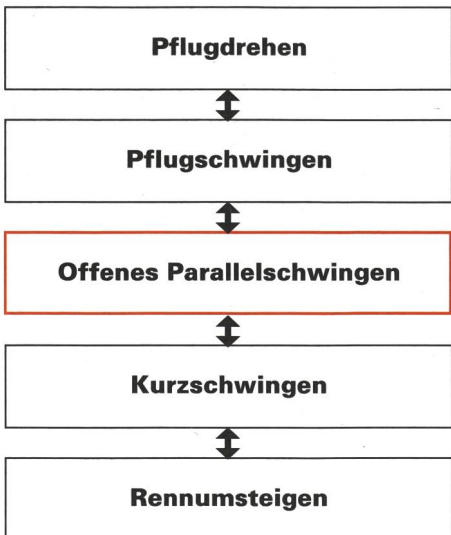 Pflugdrehen
Pflugschwingen
Offenes Parallelschwingen
Kurzschwingen
Rennumsteigen